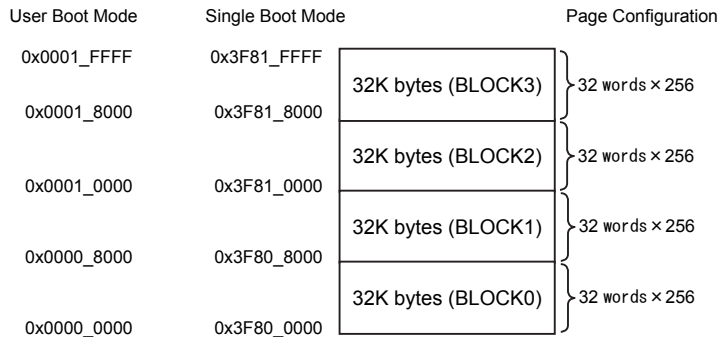 User Boot Mode Single Boot Mode Page Configuration
0x0001_FFFF 0x3F81_FFFF
32K bytes (BLOCK3) 32 words×256
0x0001_8000 0x3F81_8000
32K bytes (BLOCK2) 32 words×256
0x0001_0000 0x3F81_0000
32K bytes (BLOCK1) 32 words×256
0x0000_8000 0x3F80_8000
32K bytes (BLOCK0) 32 words×256
0x0000_0000 0x3F80_0000